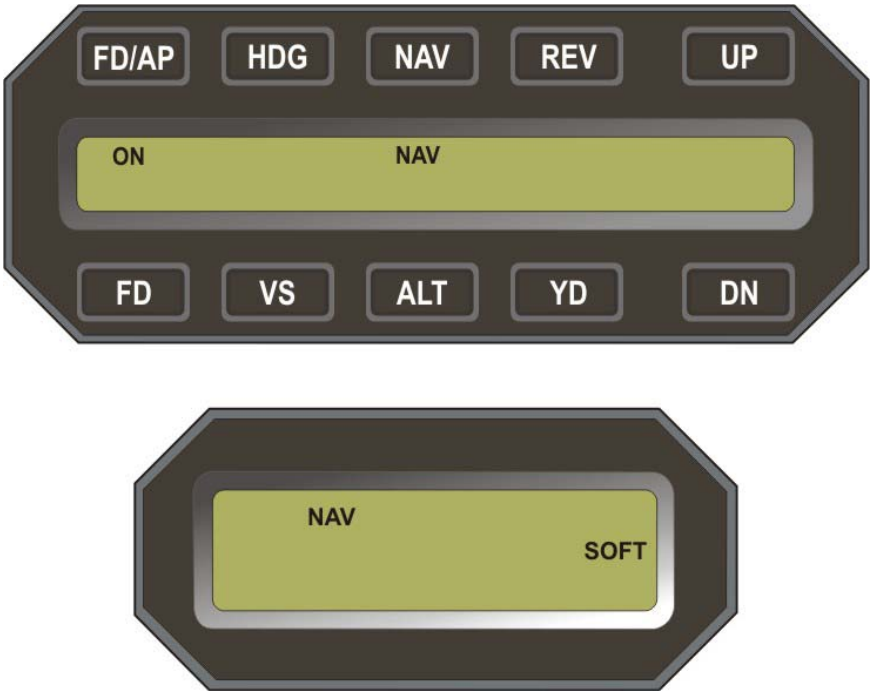 FD/AP HDG NAV REV UP
ON NAV
FD VS ALT YD DN
NAV
SOFT